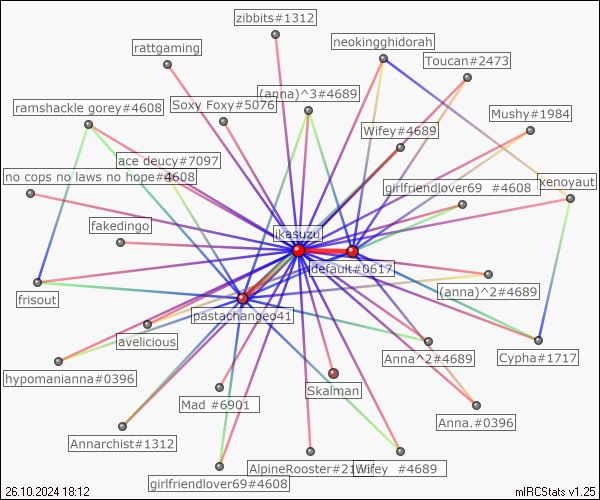 zibbits#1312
neokingghidorah
rattgaming
Toucan#2473
(anna)^3#4689
ramshackle gorey#4608
Soxy Foxy#5076
Mushy#1984
Wifey#4689
ace deucy#7097
no cops no laws no hope#4608
girlfriendlover69 #4608
xenoyaut
fakedingo
ikasuzu
default#0617
(anna)^2#4689
frisout
pastachangeo41
avelicious
Anna^2#4689
Cypha#1717
hypomanianna#0396
Skalman
Mad #6901
Anna.#0396
Annarchist#1312
AlpineRooster
Wifey #4689
girlfriendlover69#4608
26.10.2024 18:12
mIRCStats v1.25